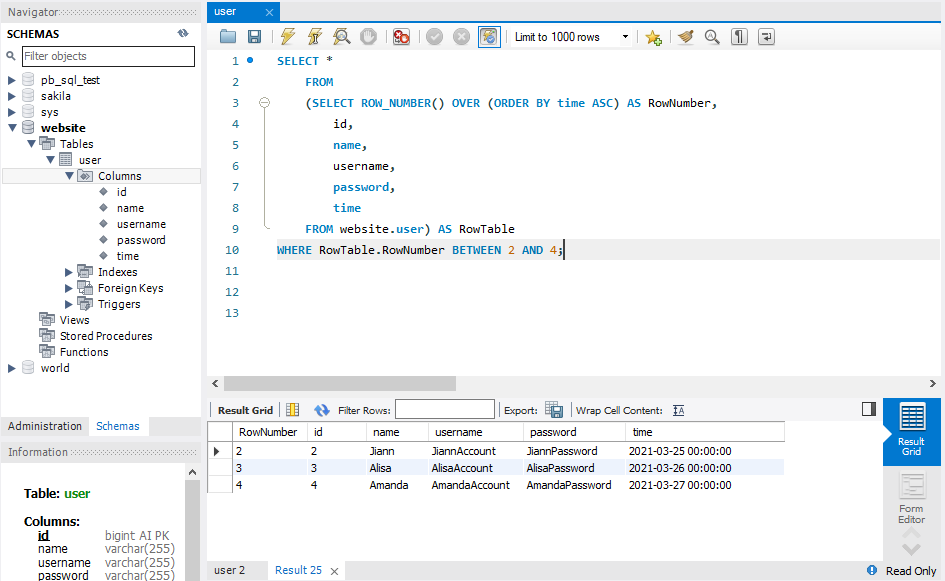 Navigator:
SCHEMAS
Filter objects
pb_sql_test
sakila
sys
website
Tables
user
Columns
id
name
username
password
time
Indexes
Foreign Keys
Triggers
Views
Stored Procedures
Functions
world
Administration Schemas
Information
Table: user
Columns:
id bigint AI PK
name varchar(255)
username varchar(255)
password varchar(255)
user
Limit to 1000 rows
1 SELECT *
2 FROM
3 (SELECT ROW_NUMBER() OVER (ORDER BY time ASC) AS RowNumber,
4 id,
5 name,
6 username,
7 password,
8 time
9 FROM website.user) AS RowTable
10 WHERE RowTable.RowNumber BETWEEN 2 AND 4;
11
12
13
Result Grid Filter Rows: Export: Wrap Cell Content: IA
RowNumber id name username password time
2 2 Jiann JiannAccount JiannPassword 2021-03-25 00:00:00
3 3 Alisa AlisaAccount AlisaPassword 2021-03-26 00:00:00
4 4 Amanda AmandaAccount AmandaPassword 2021-03-27 00:00:00
Result
Grid
Form
Editor
user 2 Result 25
Read Only